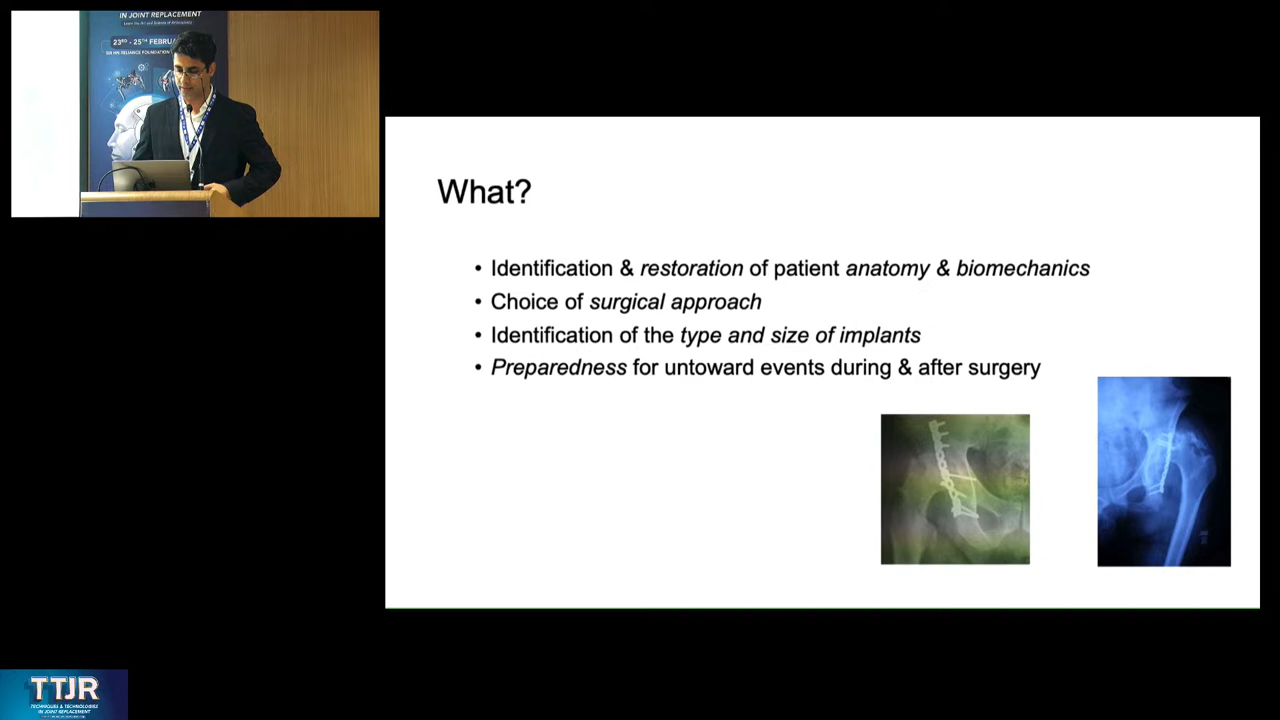 IN JOINT REPLACEMENT
23RD - 25TH FEBRUA
SIR HN RELIANCE FOUNDATION
What?
• Identification & restoration of patient anatomy & biomechanics
• Choice of surgical approach
• Identification of the type and size of implants
• Preparedness for untoward events during & after surgery
TTJR
TECHNIQUES & TECHNOLOGIES
IN JOINT REPLACEMENT